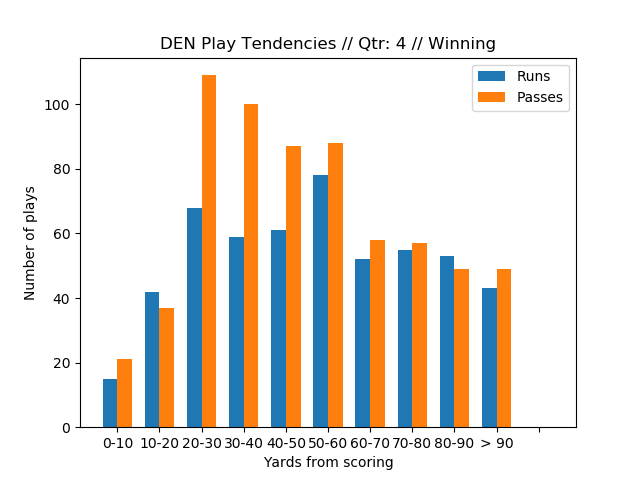 DEN Play Tendencies // Qtr: 4 // Winning
Runs
Passes
100
80
60
40
20
0
Number of plays
0-10 10-20 20-30 30-40 40-50 50-60 60-70 70-80 80-90 > 90
Yards from scoring